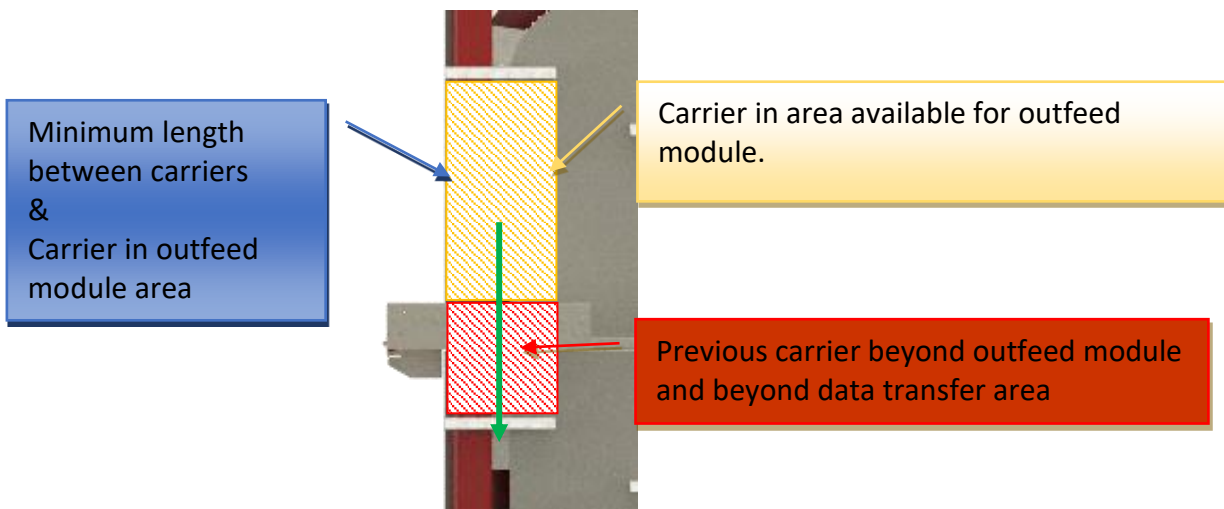 Minimum length
between carriers
&
Carrier in outfeed
module area
Carrier in area available for outfeed
module.
Previous carrier beyond outfeed module
and beyond data transfer area